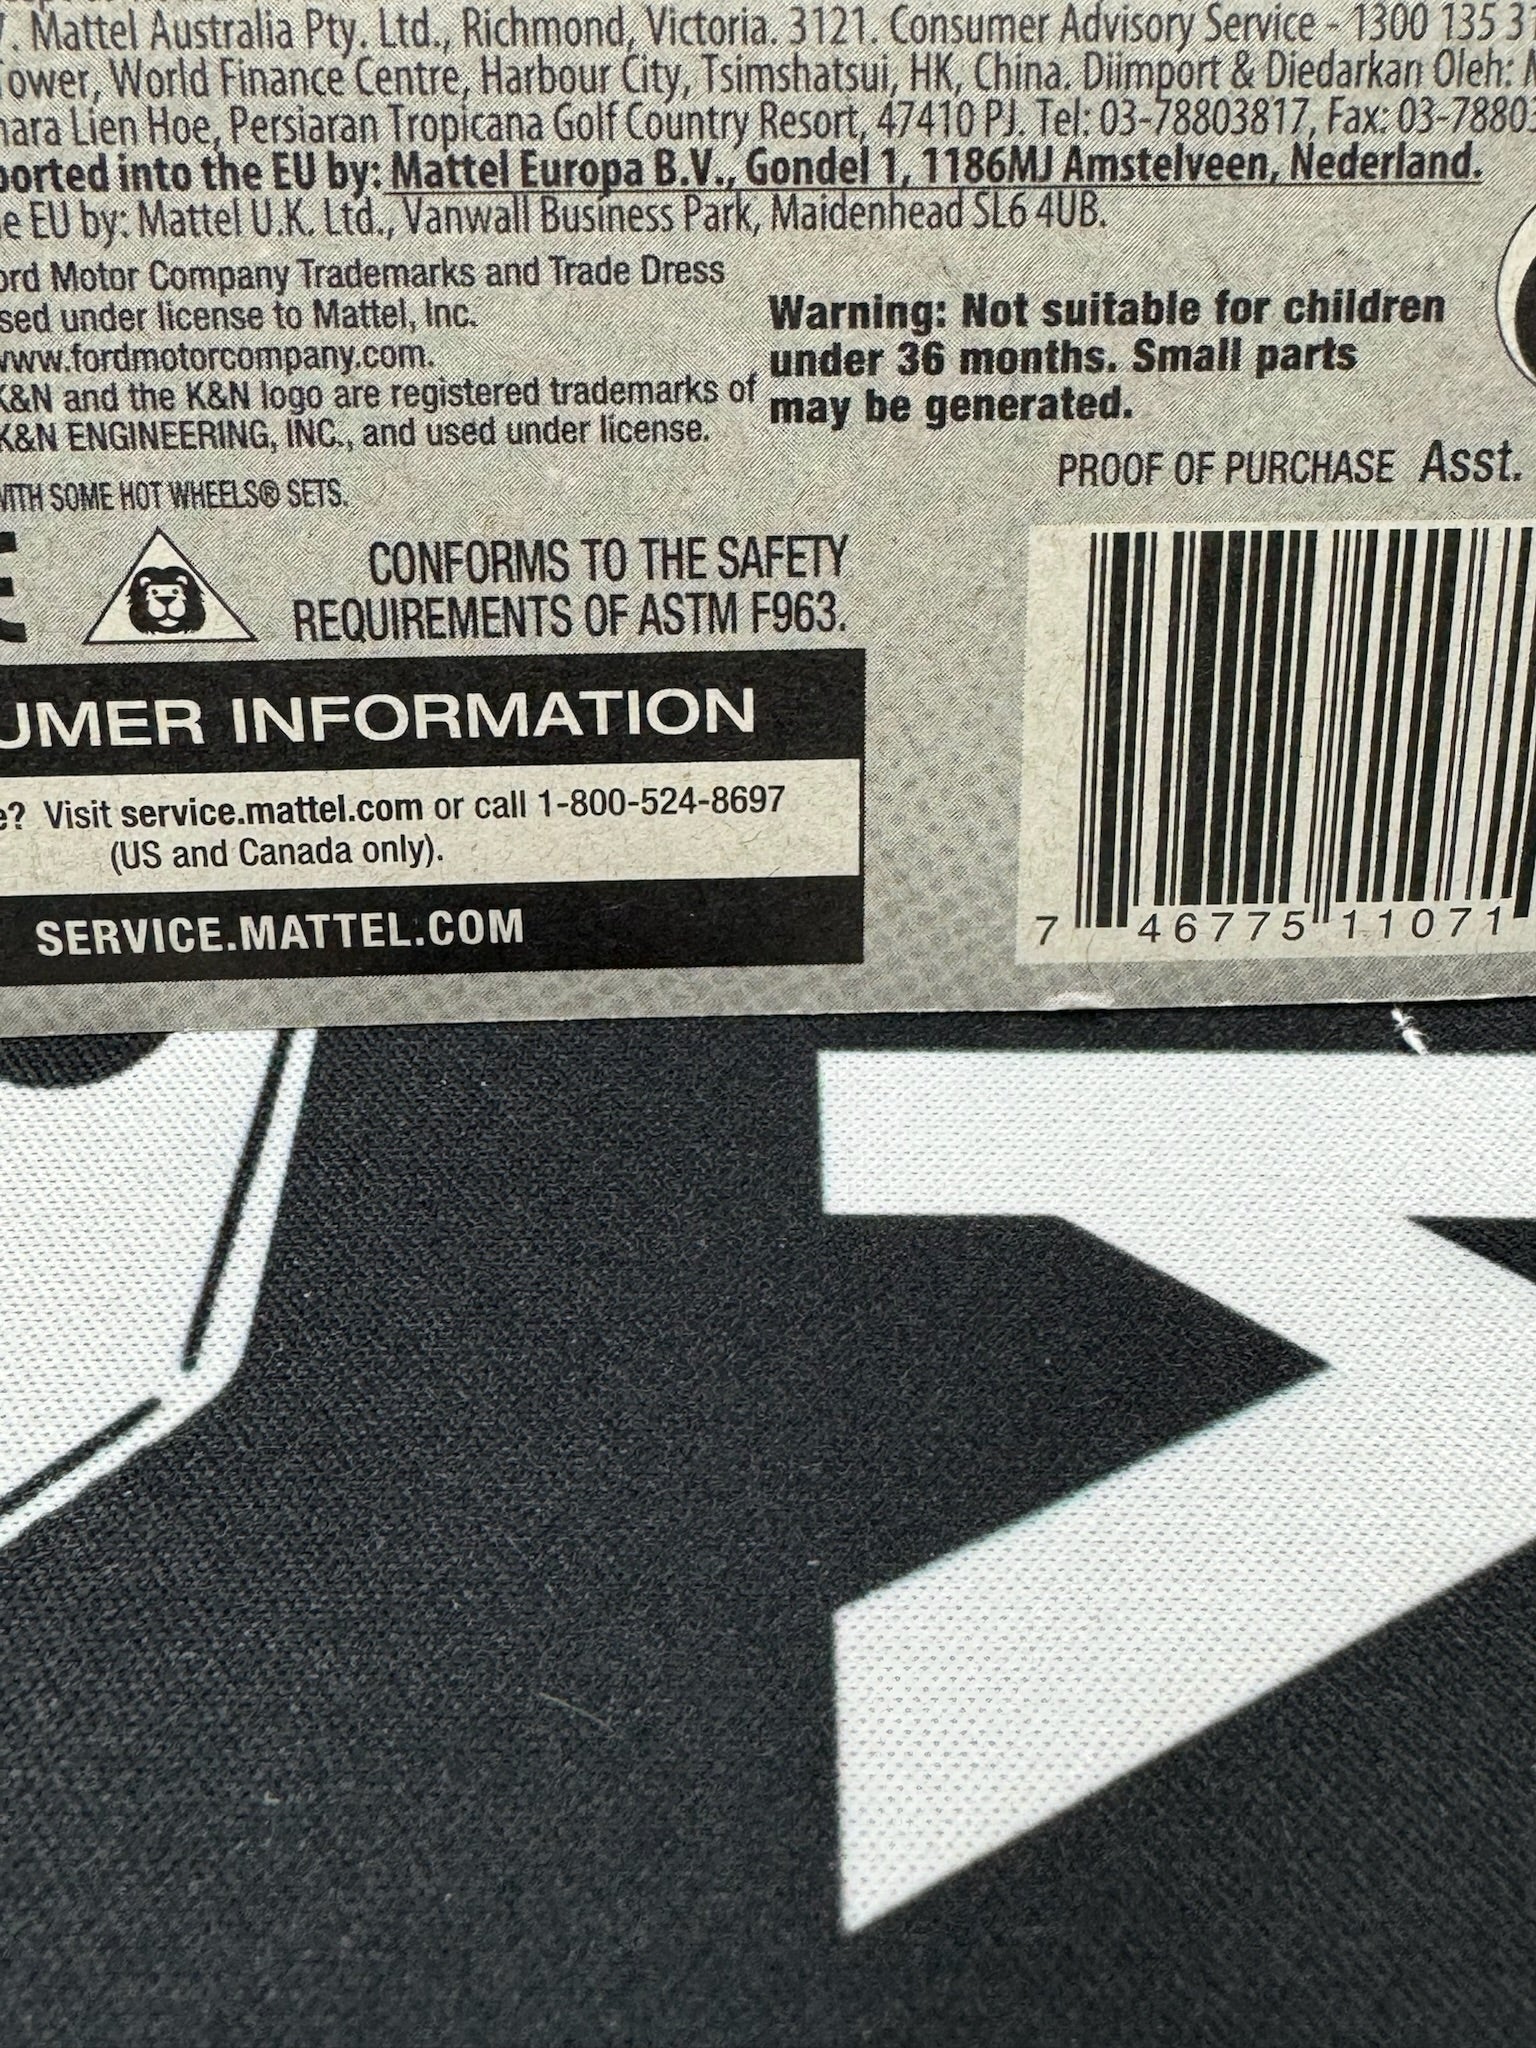 . Mattel Australia Pty. Ltd., Richmond, Victoria. 3121. Consumer Advisory Service - 1300 135 31
Tower, World Finance Centre, Harbour City, Tsimshatsui, HK, China. Diimport & Diedarkan Oleh:
nara Lien Hoe, Persiaran Tropicana Golf Country Resort, 47410 PJ. Tel: 03-78803817, Fax: 03-7880
ported into the EU by: Mattel Europa B.V., Gondel 1, 1186MJ Amstelveen, Nederland.
e EU by: Mattel U.K. Ltd., Vanwall Business Park, Maidenhead SL6 4UB.
ord Motor Company Trademarks and Trade Dress
sed under license to Mattel, Inc.
www.fordmotorcompany.com.
K&N and the K&N logo are registered trademarks of
K&N ENGINEERING, INC., and used under license.
WITH SOME HOT WHEELS® SETS.
Warning: Not suitable for children
under 36 months. Small parts
may be generated.
PROOF OF PURCHASE Asst.
CONFORMS TO THE SAFETY
REQUIREMENTS OF ASTM F963.
UMER INFORMATION
e? Visit service.mattel.com or call 1-800-524-8697
(US and Canada only).
SERVICE.MATTEL.COM
7 46775 11071